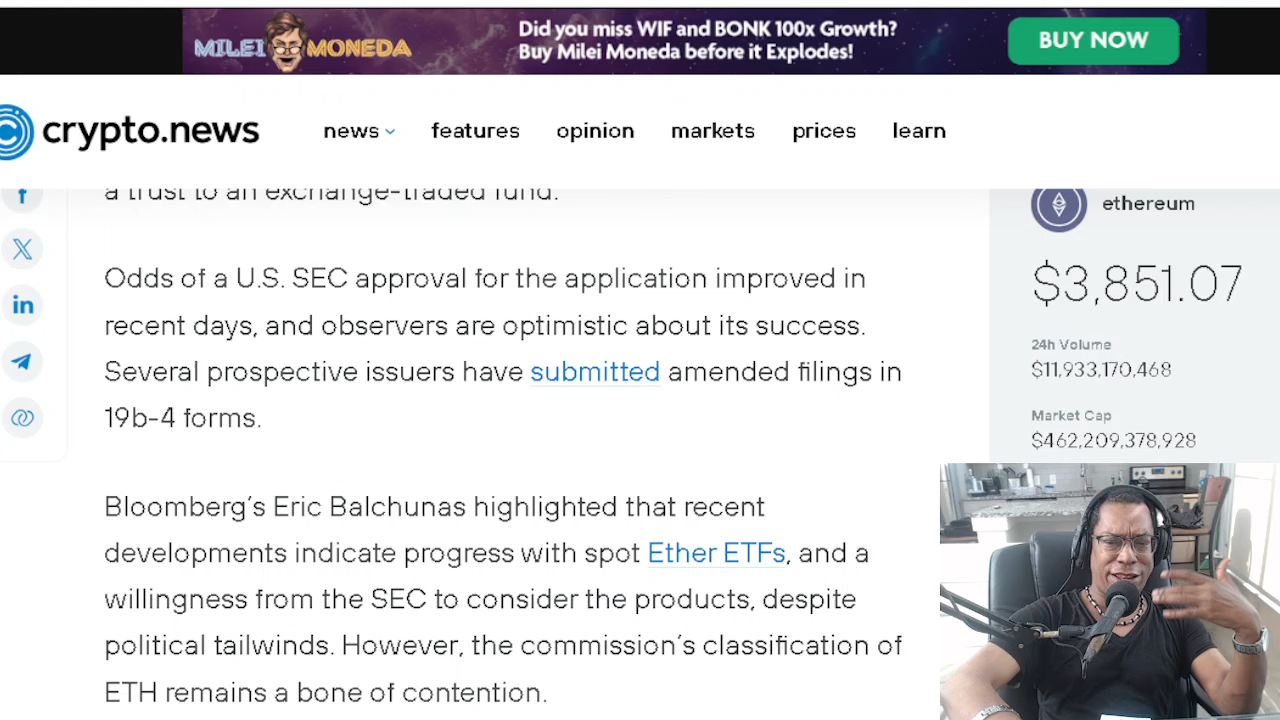 MILEI MONEDA
Did you miss WIF and BONK 100x Growth?
Buy Milei Moneda before it Explodes!
BUY NOW
crypto.news
news
features
opinion
markets
prices
learn
a trust to an exchange-traded fund.
Odds of a U.S. SEC approval for the application improved in
recent days, and observers are optimistic about its success.
Several prospective issuers have submitted amended filings in
19b-4 forms.
Bloomberg's Eric Balchunas highlighted that recent
developments indicate progress with spot Ether ETFs, and a
willingness from the SEC to consider the products, despite
political tailwinds. However, the commission's classification of
ETH remains a bone of contention.
ethereum
$3,851.07
24h Volume
$11,933,170,468
Market Cap
$462,209,378,928